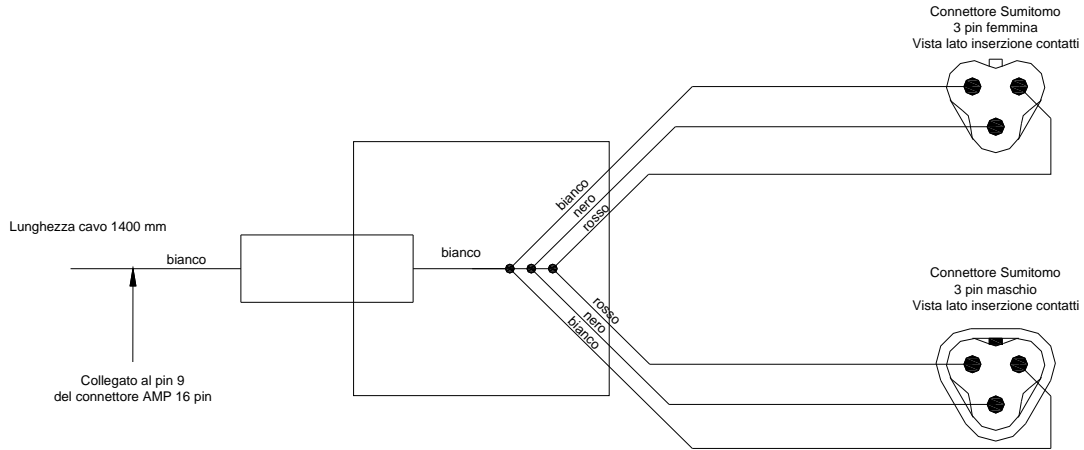 Connettore Sumitomo
3 pin femmina
Vista lato inserzione contatti
bianco
nero
rosso
Lunghezza cavo 1400 mm
bianco
bianco
Collegato al pin 9
del connettore AMP 16 pin
rosso
nero
bianco
Connettore Sumitomo
3 pin maschio
Vista lato inserzione contatti